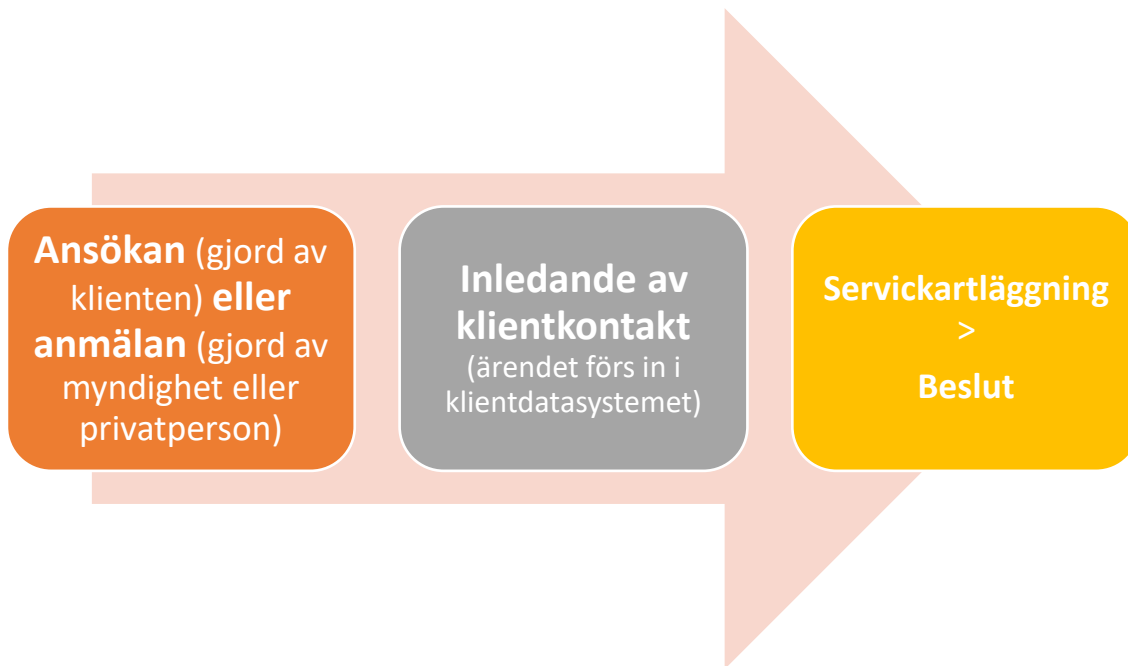 Ansökan (gjord av
klienten) eller
anmälan (gjord av
myndighet eller
privatperson)
Inledande av
klientkontakt
(ärendet förs in i
klientdatasystemet)
Servickartläggning
>
Beslut